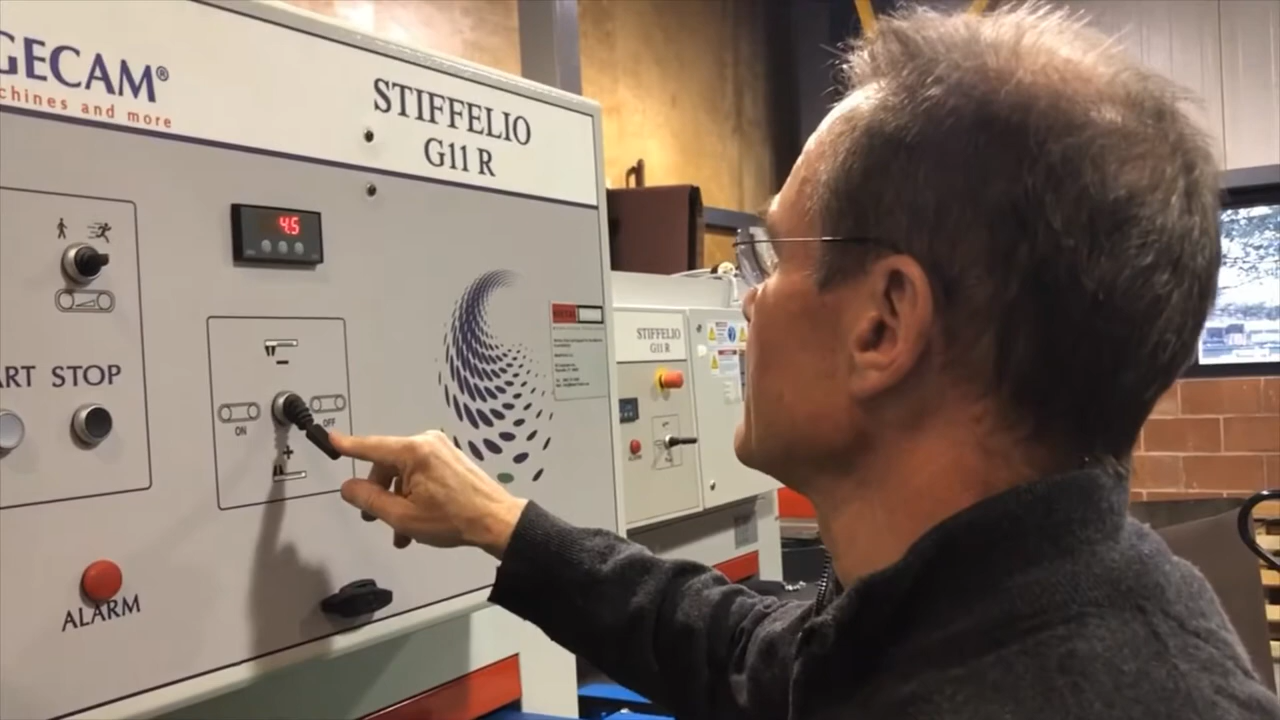 GECAM®
chines and more
STIFFELIO
G11 R
4.5
ART STOP
ON
OFF
ALARM
STIFFELIO
G11 R